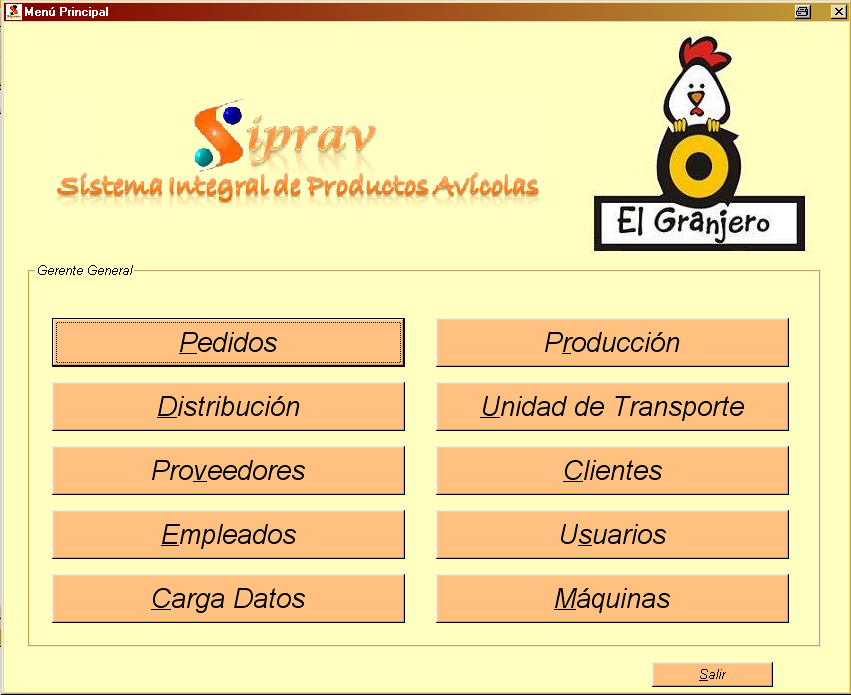 Menú Principal
Siprav
Sistema Integral de Productos Avícolas
El Granjero
Gerente General
Pedidos
Producción
Distribución
Unidad de Transporte
Proveedores
Clientes
Empleados
Usuarios
Carga Datos
Máquinas
Salir